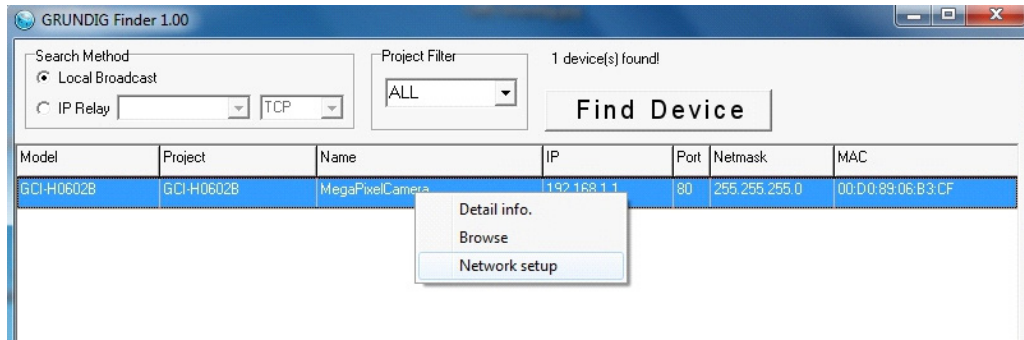 GRUNDIG Finder 1.00
Search Method
Local Broadcast
IP Relay TCP
Project Filter
ALL
1 device(s) found!
Find Device
Model Project Name IP Port Netmask MAC
GCI-H0602B GCI-H0602B MegaPixelCamera 192.168.1.1 80 255.255.255.0 00:D0:89:06:B3:CF
Detail info.
Browse
Network setup